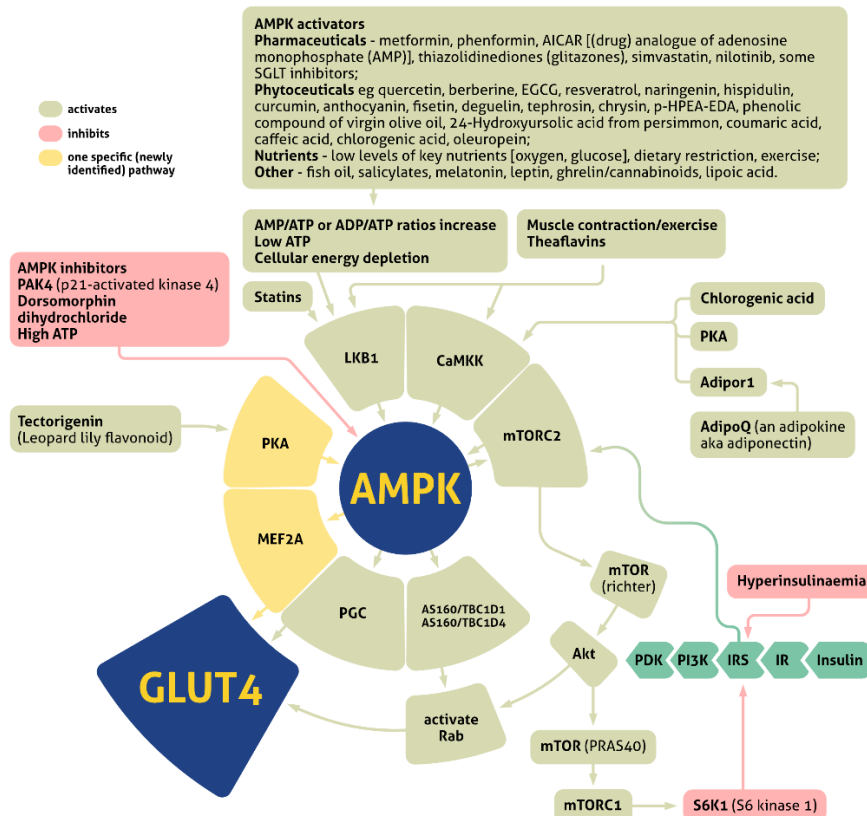 AMPK activators
Pharmaceuticals - metformin, phenformin, AICAR [(drug) analogue of adenosine
monophosphate (AMP)], thiazolidinediones (glitazones), simvastatin, nilotinib, some
SGLT inhibitors;
Phytoceuticals eg quercetin, berberine, EGCG, resveratrol, naringenin, hispidulin,
curcumin, anthocyanin, fisetin, deguelin, tephrosin, chrysin, p-HPEA-EDA, phenolic
compound of virgin olive oil, 24-Hydroxyursolic acid from persimmon, coumaric acid,
caffeic acid, chlorogenic acid, oleuropein;
Nutrients - low levels of key nutrients [oxygen, glucose], dietary restriction, exercise;
Other - fish oil, salicylates, melatonin, leptin, ghrelin/cannabinoids, lipoic acid.
activates
inhibits
one specific (newly
identified) pathway
AMP/ATP or ADP/ATP ratios increase
Low ATP
Cellular energy depletion
Muscle contraction/exercise
Theaflavins
AMPK inhibitors
PAK4 (p21-activated kinase 4)
Dorsomorphin
dihydrochloride
High ATP
Statins
Chlorogenic acid
PKA
Adipor1
AdipoQ (an adipokine
aka adiponectin)
LKB1
CaMKK
mTORC2
Tectorigenin
(Leopard lily flavonoid)
PKA
AMPK
MEF2A
PGC
AS160/TBC1D1
AS160/TBC1D4
mTOR
(richter)
Hyperinsulinaemia
Akt
PDK
PI3K
IRS
IR
Insulin
GLUT4
activate
Rab
mTOR (PRAS40)
mTORC1
S6K1 (S6 kinase 1)